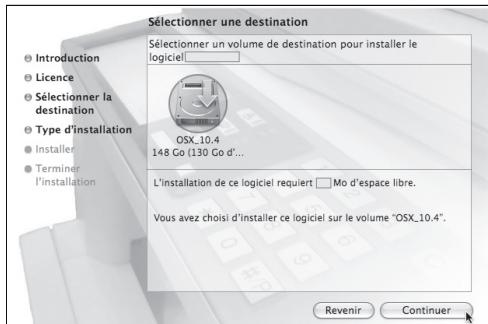 Sélectionner une destination
Introduction
Licence
Sélectionner la
destination
Type d'installation
Installer
Terminer
l'installation
Sélectionner un volume de destination pour installer le
logiciel
OSX_10.4
148 Go (130 Go d'...
L'installation de ce logiciel requiert Mo d'espace libre.
Vous avez choisi d'installer ce logiciel sur le volume “OSX_10.4”.
Revenir
Continuer